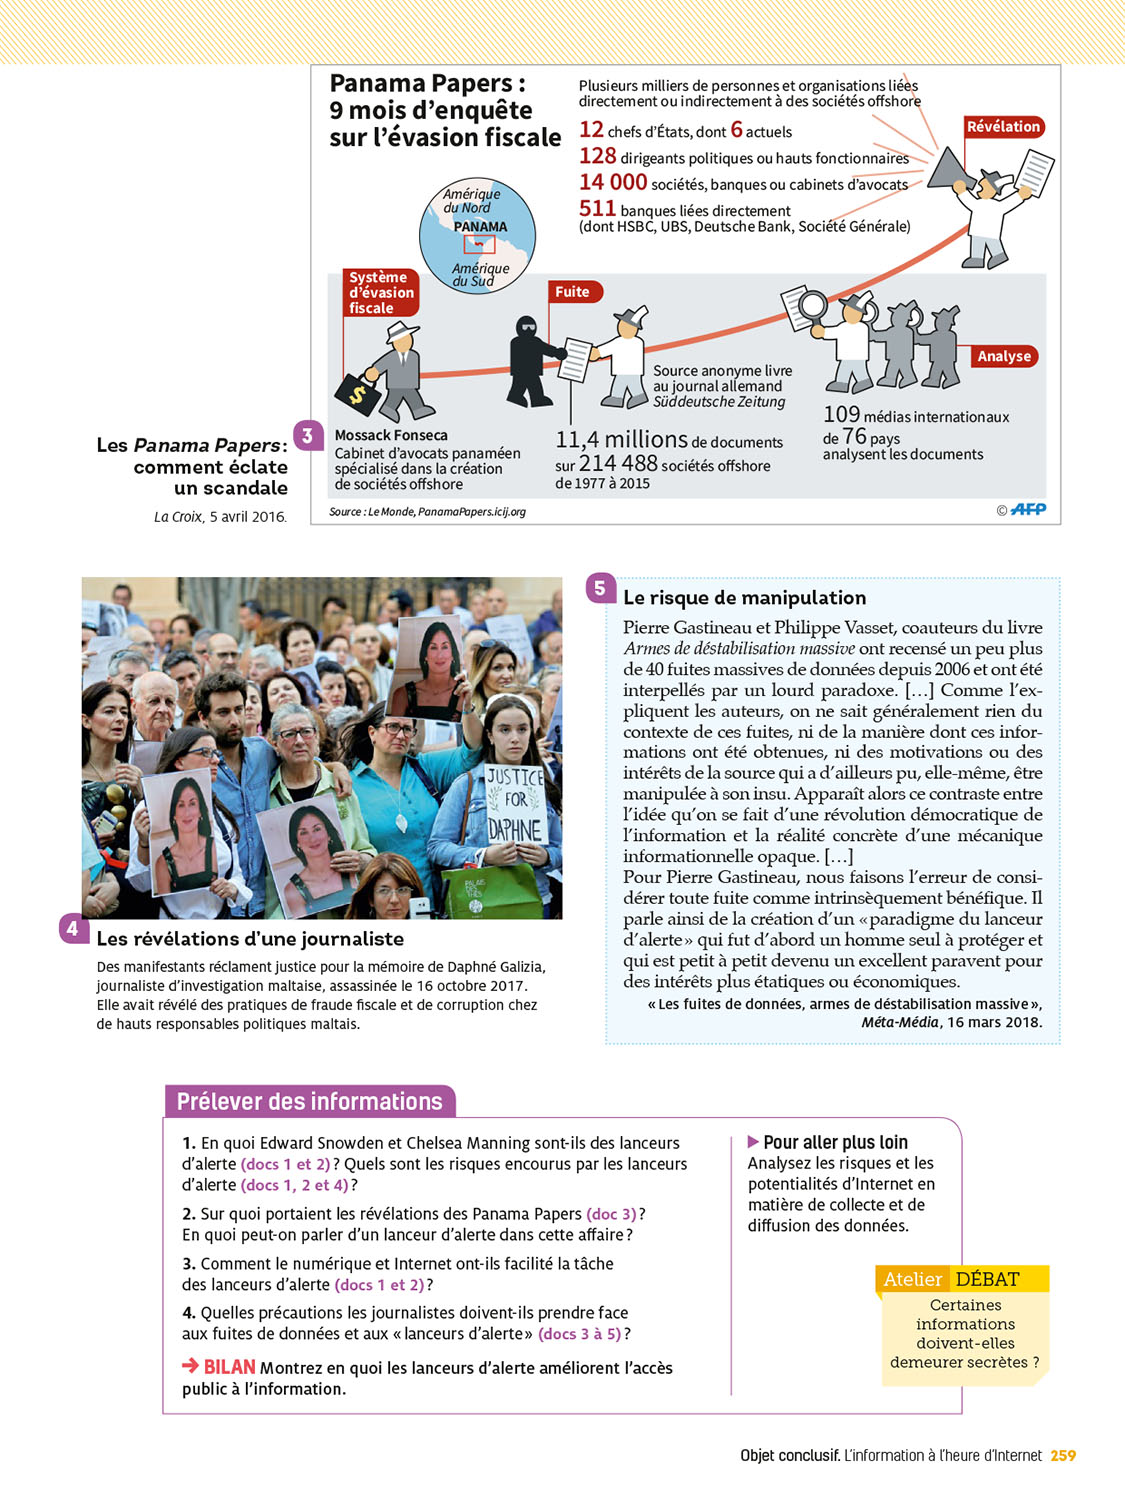 Panama Papers :
9 mois d'enquête
sur l'évasion fiscale
Plusieurs milliers de personnes et organisations liées
directement ou indirectement à des sociétés offshore
12 chefs d'États, dont 6 actuels
128 dirigeants politiques ou hauts fonctionnaires
14 000 sociétés, banques ou cabinets d'avocats
511 banques liées directement
(dont HSBC, UBS, Deutsche Bank, Société Générale)
Révélation
Amérique
du Nord
PANAMA
Amérique
du Sud
Système
d'évasion
fiscale
$
Fuite
Analyse
Source anonyme livre
au journal allemand
Süddeutsche Zeitung
Mossack Fonseca
Cabinet d'avocats panaméen
spécialisé dans la création
de sociétés offshore
11,4 millions de documents
sur 214 488 sociétés offshore
de 1977 à 2015
109 médias internationaux
de 76 pays
analysent les documents
Source : Le Monde, PanamaPapers.icij.org
© AFP
3
Les Panama Papers :
comment éclate
un scandale
La Croix, 5 avril 2016.
JUSTICE
FOR
DAPHNE
PALAIS
DES
THÉS
4
Les révélations d'une journaliste
Des manifestants réclament justice pour la mémoire de Daphné Galizia,
journaliste d'investigation maltaise, assassinée le 16 octobre 2017.
Elle avait révélé des pratiques de fraude fiscale et de corruption chez
de hauts responsables politiques maltais.
5
Le risque de manipulation
Pierre Gastineau et Philippe Vasset, coauteurs du livre
Armes de déstabilisation massive ont recensé un peu plus
de 40 fuites massives de données depuis 2006 et ont été
interpellés par un lourd paradoxe. […] Comme l'ex-
pliquent les auteurs, on ne sait généralement rien du
contexte de ces fuites, ni de la manière dont ces infor-
mations ont été obtenues, ni des motivations ou des
intérêts de la source qui a d'ailleurs pu, elle-même, être
manipulée à son insu. Apparaît alors ce contraste entre
l'idée qu'on se fait d'une révolution démocratique de
l'information et la réalité concrète d'une mécanique
informationnelle opaque. […]
Pour Pierre Gastineau, nous faisons l'erreur de consi-
dérer toute fuite comme intrinsèquement bénéfique. Il
parle ainsi de la création d'un « paradigme du lanceur
d'alerte » qui fut d'abord un homme seul à protéger et
qui est petit à petit devenu un excellent paravent pour
des intérêts plus étatiques ou économiques.
« Les fuites de données, armes de déstabilisation massive »,
Méta-Média, 16 mars 2018.
Prélever des informations
1. En quoi Edward Snowden et Chelsea Manning sont-ils des lanceurs
d'alerte (docs 1 et 2) ? Quels sont les risques encourus par les lanceurs
d'alerte (docs 1, 2 et 4) ?
2. Sur quoi portaient les révélations des Panama Papers (doc 3) ?
En quoi peut-on parler d'un lanceur d'alerte dans cette affaire ?
3. Comment le numérique et Internet ont-ils facilité la tâche
des lanceurs d'alerte (docs 1 et 2) ?
4. Quelles précautions les journalistes doivent-ils prendre face
aux fuites de données et aux « lanceurs d'alerte » (docs 3 à 5) ?
→ BILAN Montrez en quoi les lanceurs d'alerte améliorent l'accès
public à l'information.
▶ Pour aller plus loin
Analysez les risques et les
potentialités d'Internet en
matière de collecte et de
diffusion des données.
Atelier DÉBAT
Certaines
informations
doivent-elles
demeurer secrètes ?
Objet conclusif. L'information à l'heure d'Internet 259